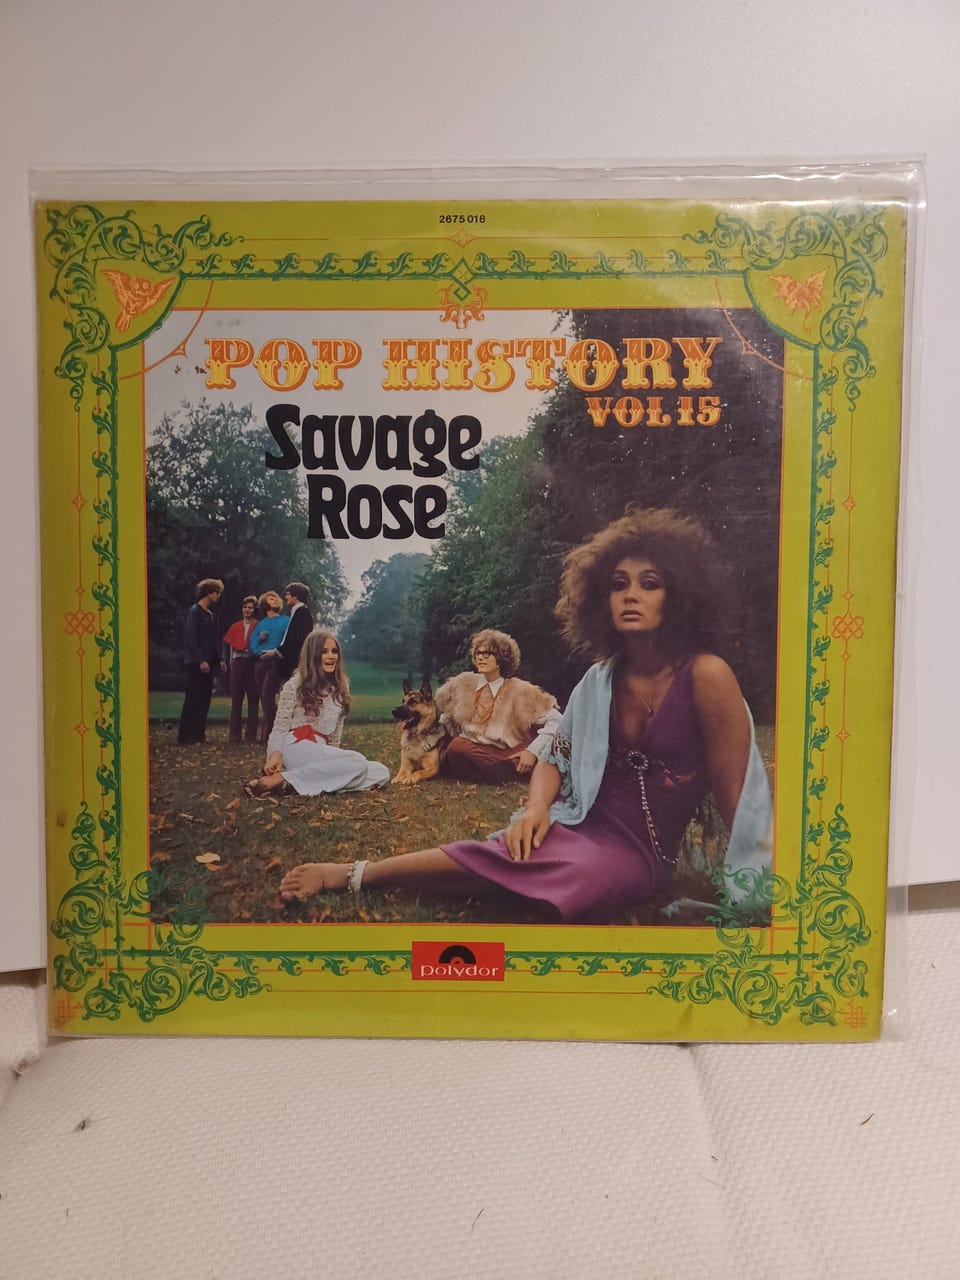 2675 018
POP HISTORY
VOL 15
Savage
Rose
polydor